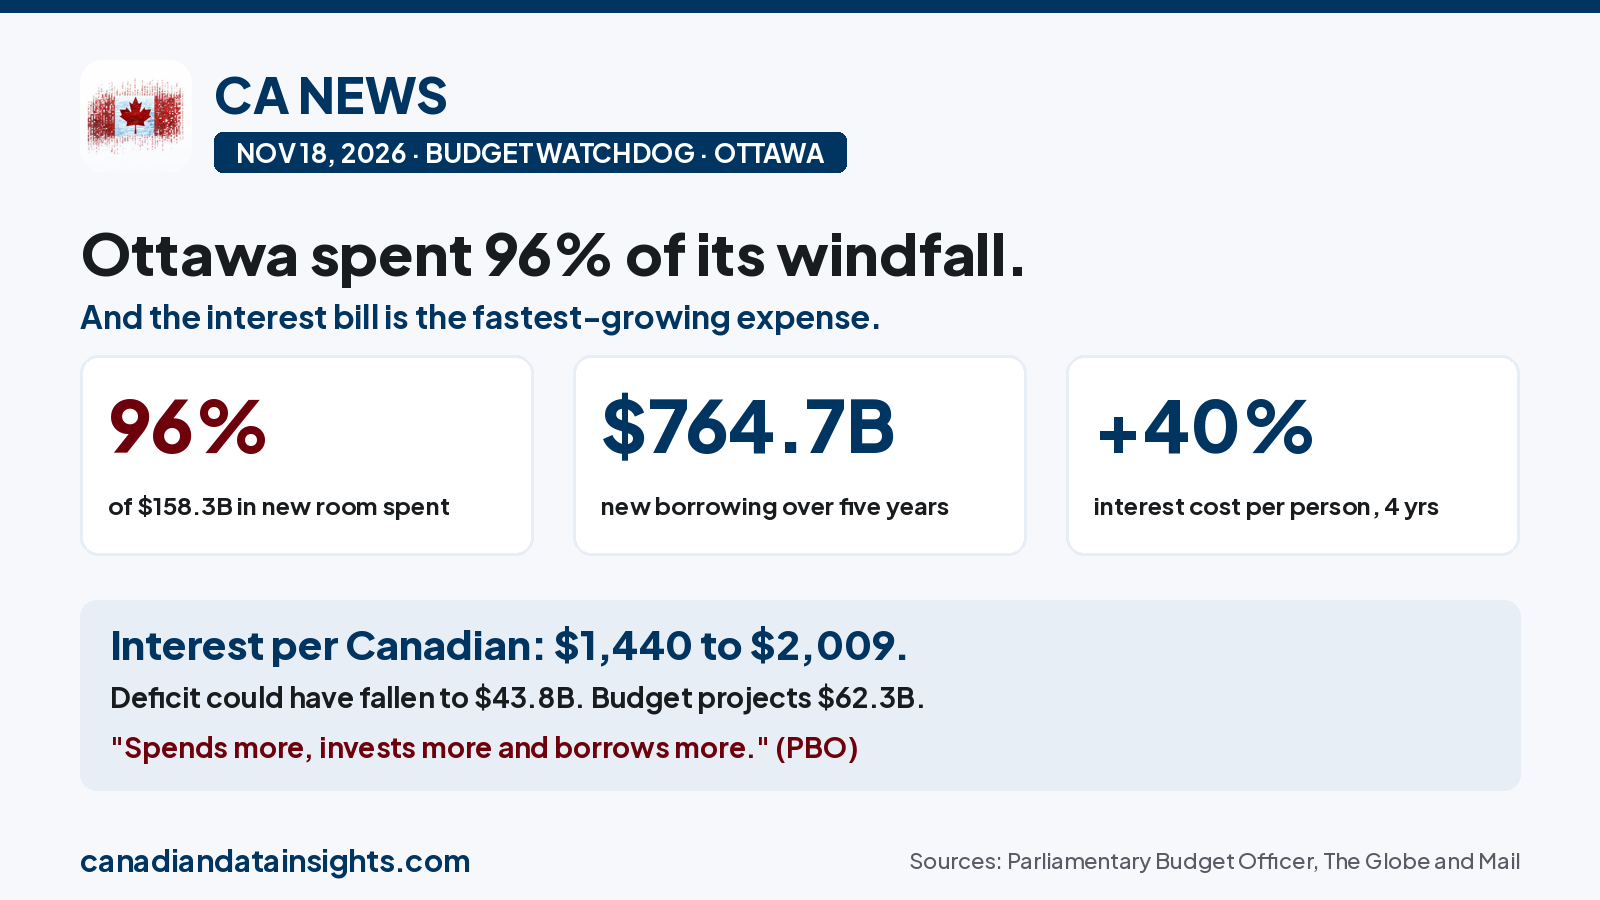 CA NEWS
NOV 18, 2026 · BUDGET WATCHDOG · OTTAWA
Ottawa spent 96% of its windfall.
And the interest bill is the fastest-growing expense.
96%
of $158.3B in new room spent
$764.7B
new borrowing over five years
+40%
interest cost per person, 4 yrs
Interest per Canadian: $1,440 to $2,009.
Deficit could have fallen to $43.8B. Budget projects $62.3B.
"Spends more, invests more and borrows more." (PBO)
canadiandatainsights.com
Sources: Parliamentary Budget Officer, The Globe and Mail